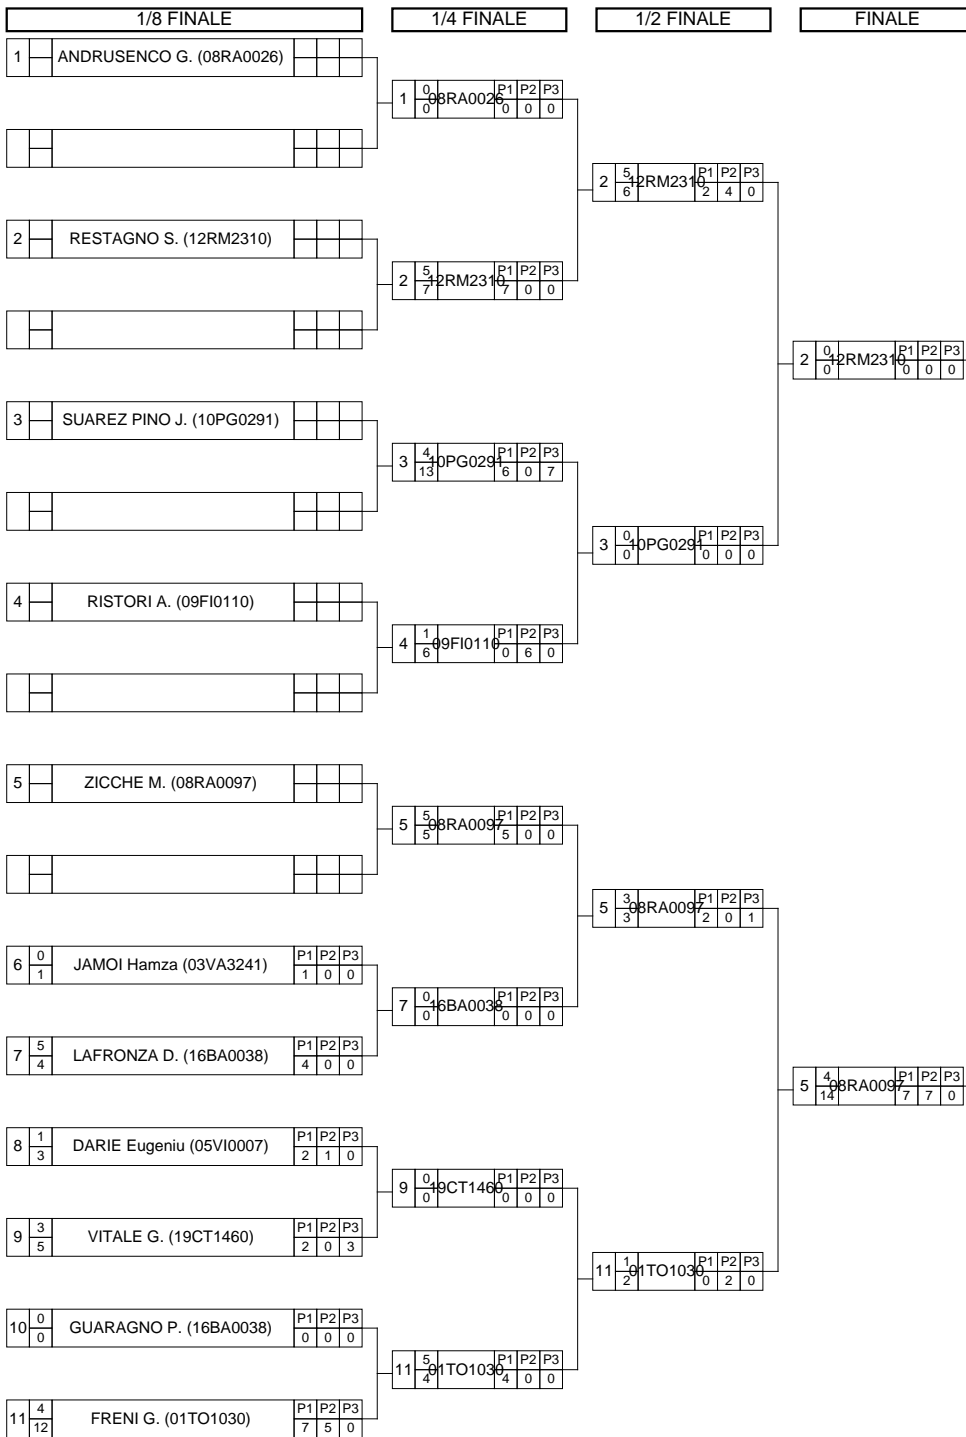 1/8 FINALE
1/4 FINALE
1/2 FINALE
FINALE
1 ANDRUSENCO G. (08RA0026)
2 RESTAGNO S. (12RM2310)
3 SUAREZ PINO J. (10PG0291)
4 RISTORI A. (09FI0110)
5 ZICCHE M. (08RA0097)
6 0 JAMOI Hamza (03VA3241) P1 P2 P3
1 1 0 0
7 5 LAFRONZA D. (16BA0038) P1 P2 P3
4 4 0 0
8 1 DARIE Eugeniu (05VI0007) P1 P2 P3
3 2 1 0
9 3 VITALE G. (19CT1460) P1 P2 P3
5 2 0 3
10 0 GUARAGNO P. (16BA0038) P1 P2 P3
0 0 0 0
11 4 FRENI G. (01TO1030) P1 P2 P3
12 7 5 0
1 0 08RA0026 P1 P2 P3
0 0 0 0
2 5 12RM2310 P1 P2 P3
7 7 0 0
3 4 10PG0291 P1 P2 P3
13 6 0 7
4 1 09FI0110 P1 P2 P3
6 0 6 0
5 5 08RA0097 P1 P2 P3
5 5 0 0
7 0 16BA0038 P1 P2 P3
0 0 0 0
9 0 19CT1460 P1 P2 P3
0 0 0 0
11 5 01TO1030 P1 P2 P3
4 4 0 0
2 5 12RM2310 P1 P2 P3
6 2 4 0
3 0 10PG0291 P1 P2 P3
0 0 0 0
5 3 08RA0097 P1 P2 P3
3 2 0 1
11 1 01TO1030 P1 P2 P3
2 0 2 0
2 0 12RM2310 P1 P2 P3
0 0 0 0
5 4 08RA0097 P1 P2 P3
14 7 7 0